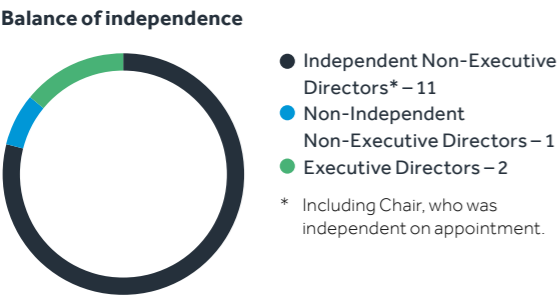 Balance of independence
Independent Non-Executive
Directors* – 11
Non-Independent
Non-Executive Directors – 1
Executive Directors – 2
* Including Chair, who was
independent on appointment.